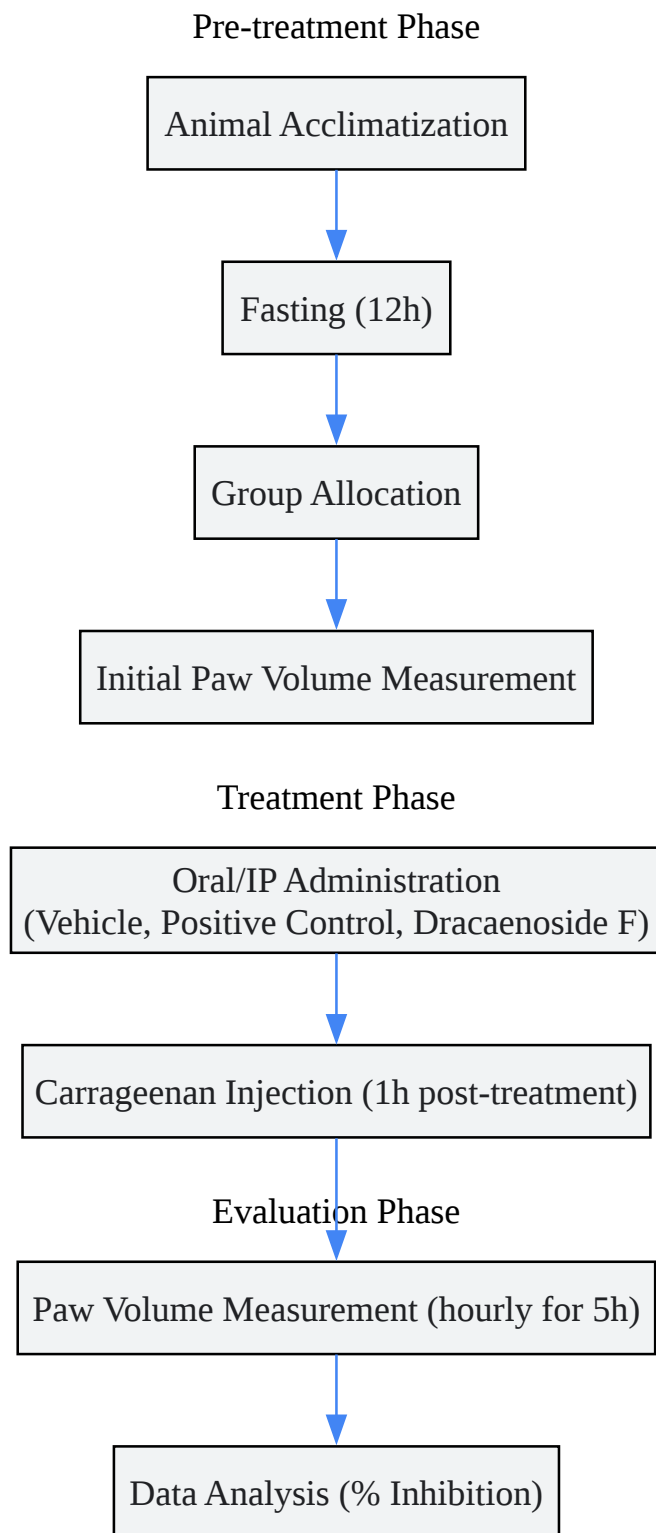 Pre-treatment Phase
Animal Acclimatization
Fasting (12h)
Group Allocation
Initial Paw Volume Measurement
Treatment Phase
Oral/IP Administration
(Vehicle, Positive Control, Dracaenoside F)
Carrageenan Injection (1h post-treatment)
Evaluation Phase
Paw Volume Measurement (hourly for 5h)
Data Analysis (% Inhibition)